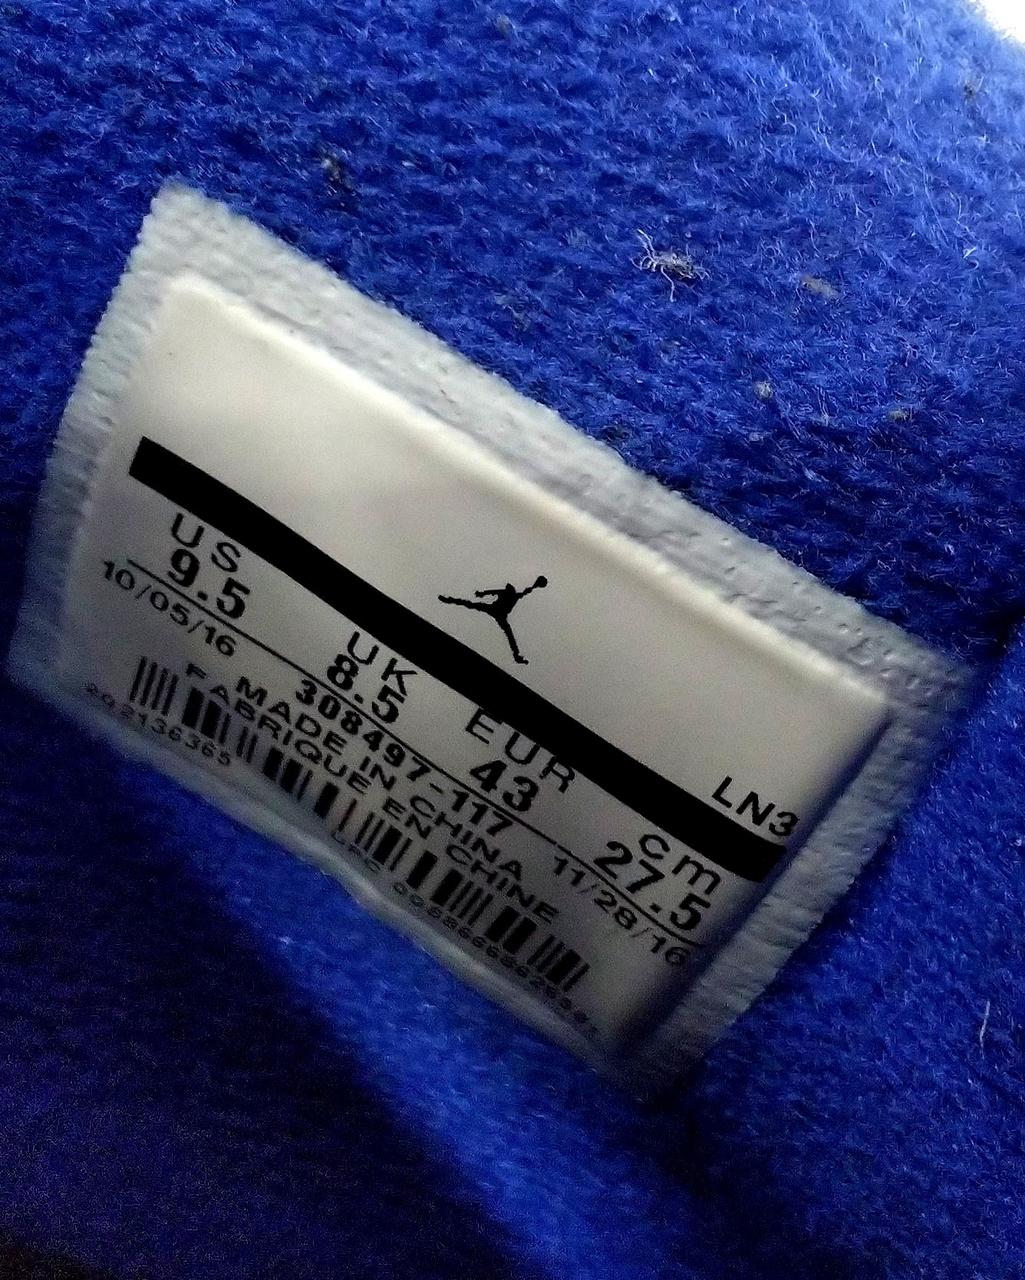 LN3
US UK EUR cm
9.5 8.5 43 27.5
10/05/16 308497-117 11/28/16
MADE IN CHINA
FABRIQUE EN CHINE